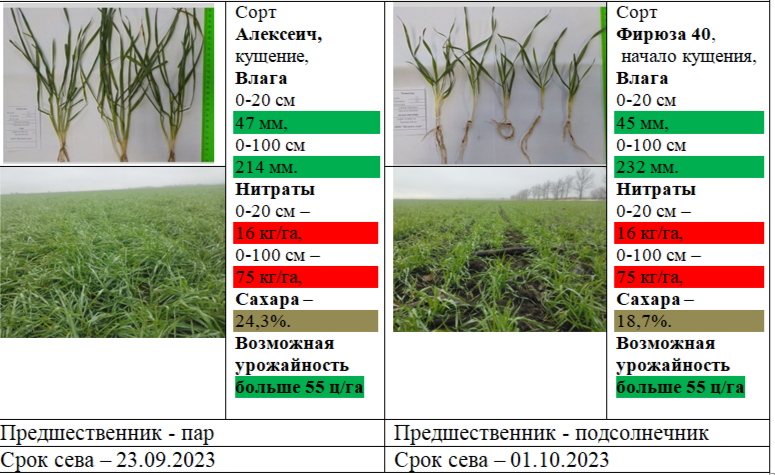 Сорт
Алексеич,
кущение,
Влага
0-20 см
47 мм,
0-100 см
214 мм.
Нитраты
0-20 см –
16 кг/га,
0-100 см –
75 кг/га,
Сахара –
24,3%.
Возможная
урожайность
больше 55 ц/га
Сорт
Фирюза 40,
начало кущения,
Влага
0-20 см
45 мм,
0-100 см
232 мм.
Нитраты
0-20 см –
16 кг/га,
0-100 см –
75 кг/га,
Сахара –
18,7%.
Возможная
урожайность
больше 55 ц/га
Предшественник - пар
Предшественник - подсолнечник
Срок сева – 23.09.2023
Срок сева – 01.10.2023